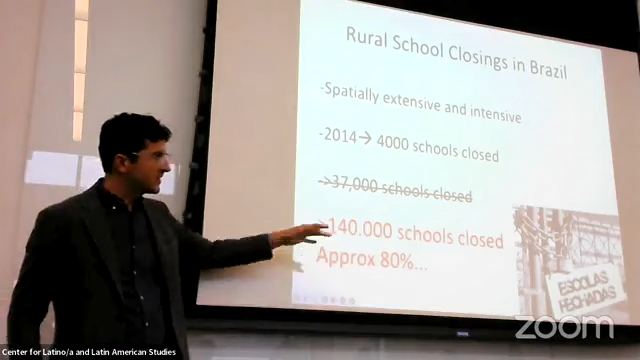 Rural School Closings in Brazil
-Spatially extensive and intensive
-2014→ 4000 schools closed
→37,000 schools closed
→140.000 schools closed
Approx 80%...
ESCOLAS
FECHADAS
zoom
Center for Latino/a and Latin American Studies